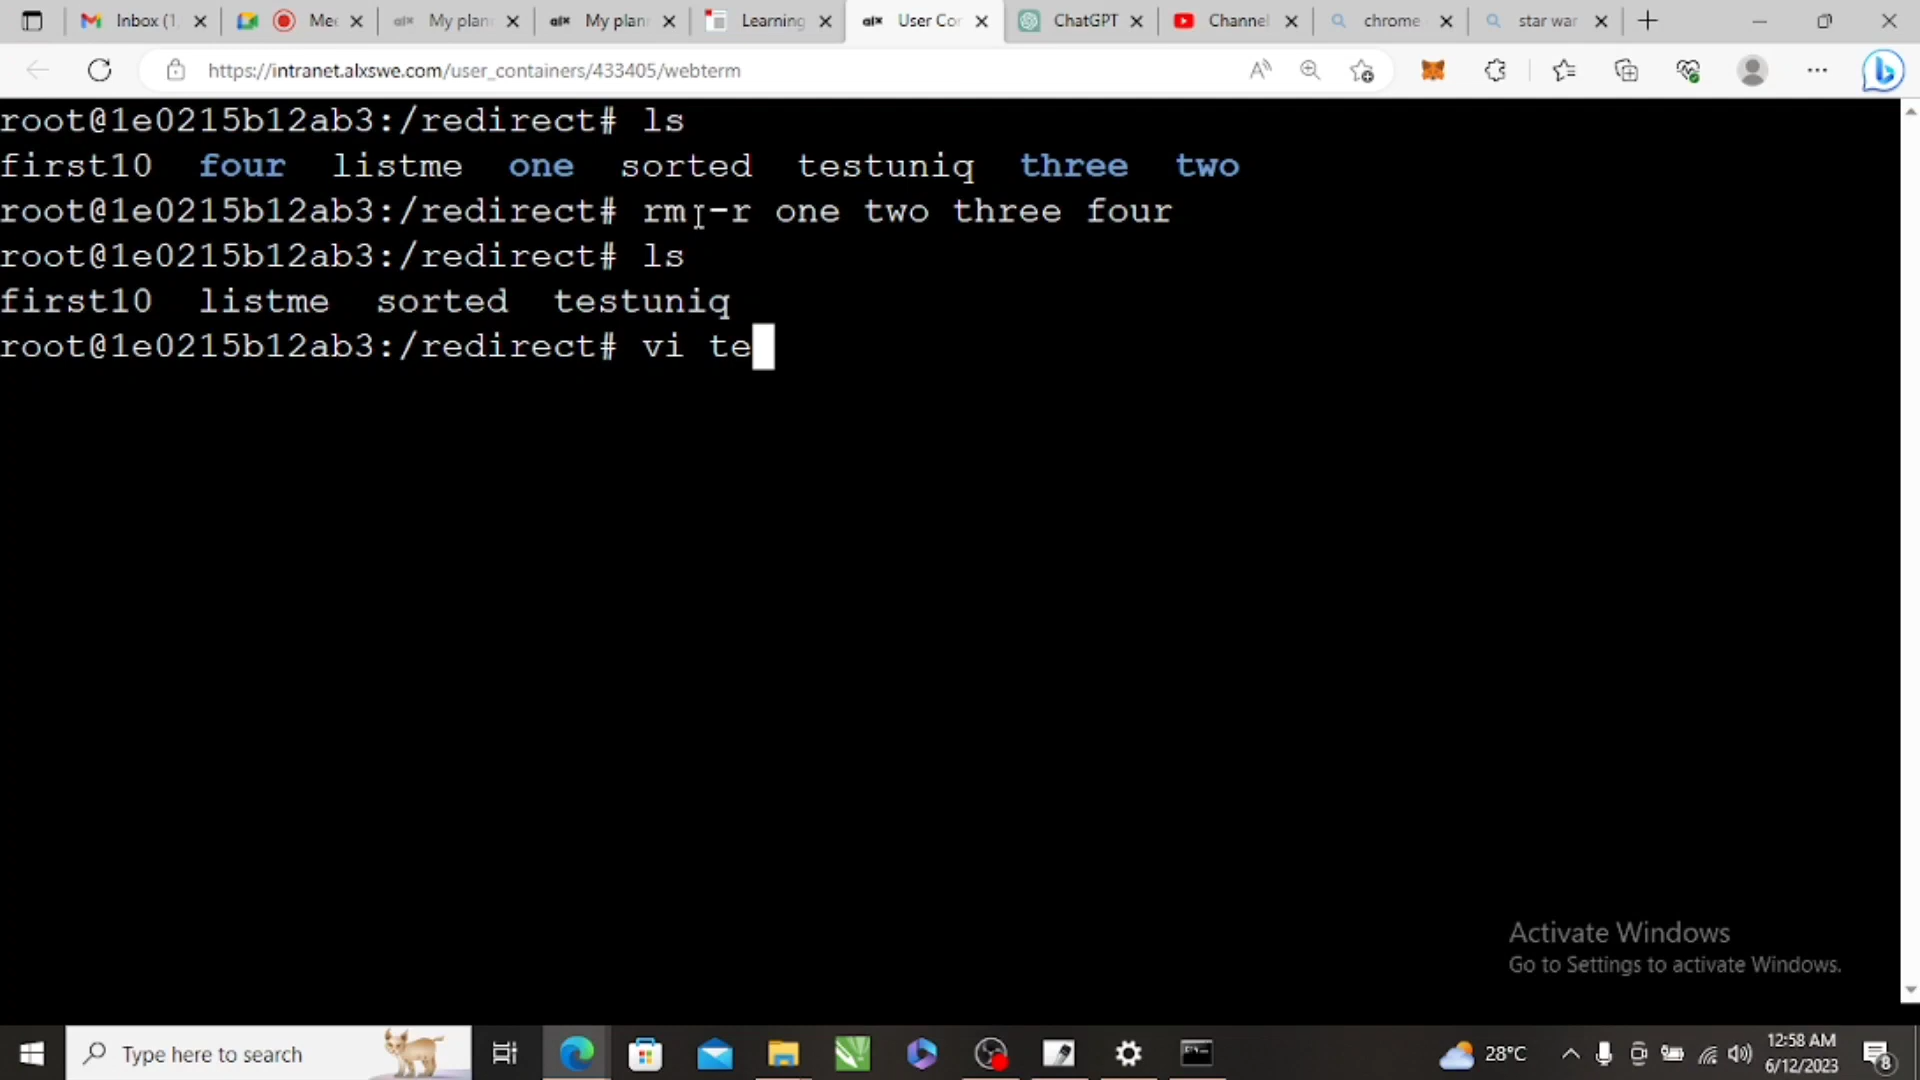 Inbox (1
Mee
My plan
My plan
Learning
User Co
ChatGPT
Channel
chrome
star war
https://intranet.alxswe.com/user_containers/433405/webterm
root@1e0215b12ab3:/redirect# ls
first10 four listme one sorted testuniq three two
root@1e0215b12ab3:/redirect# rm -r one two three four
root@1e0215b12ab3:/redirect# ls
first10 listme sorted testuniq
root@1e0215b12ab3:/redirect# vi te
Activate Windows
Go to Settings to activate Windows.
Type here to search
28°C
12:58 AM
6/12/2023
8